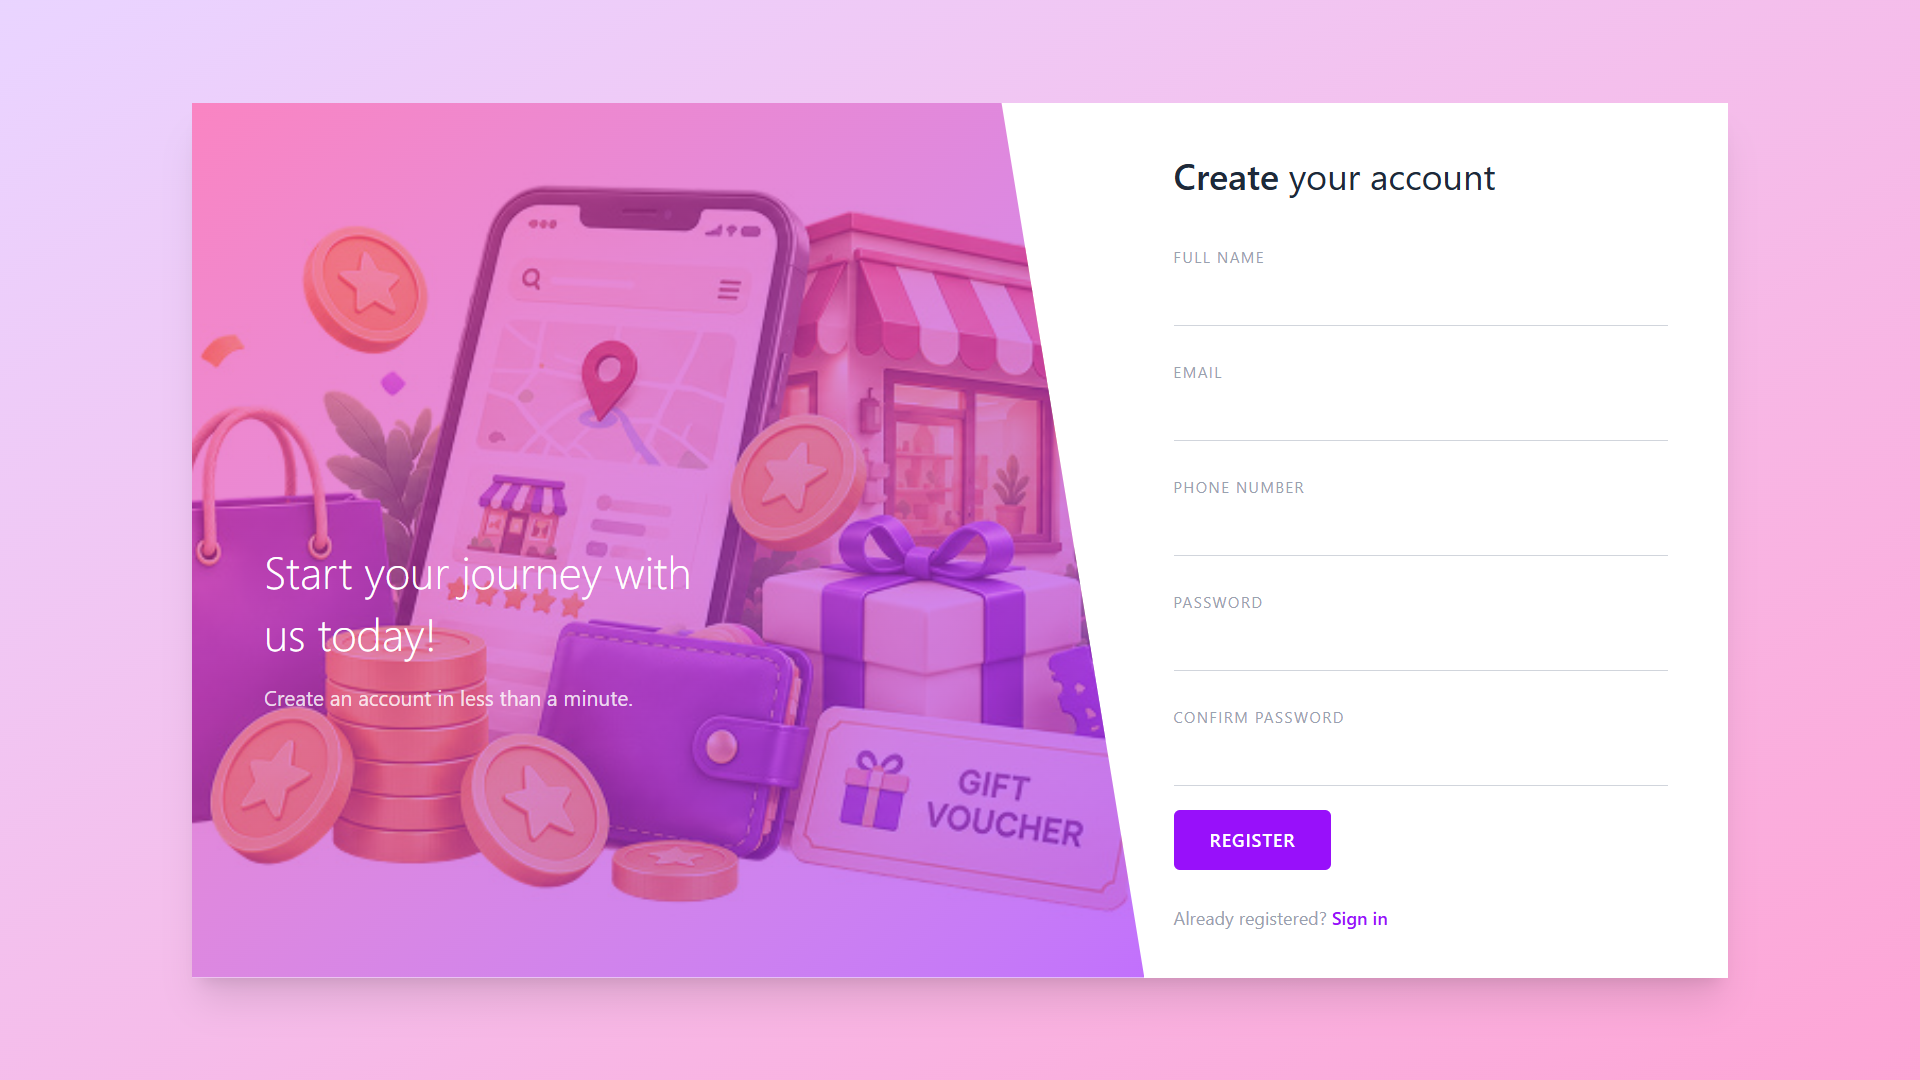 Start your journey with
us today!
Create an account in less than a minute.
GIFT
VOUCHER
Create your account
FULL NAME
EMAIL
PHONE NUMBER
PASSWORD
CONFIRM PASSWORD
REGISTER
Already registered? Sign in